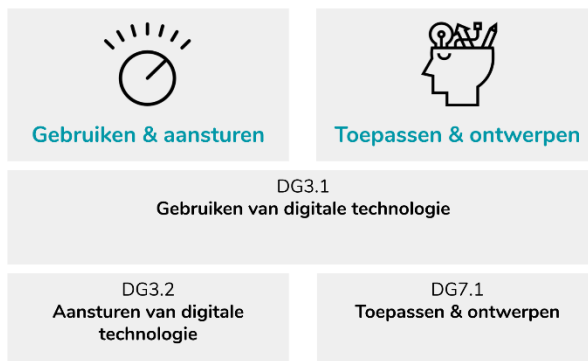 Gebruiken & aansturen
Toepassen & ontwerpen
DG3.1
Gebruiken van digitale technologie
DG3.2
Aansturen van digitale
technologie
DG7.1
Toepassen & ontwerpen